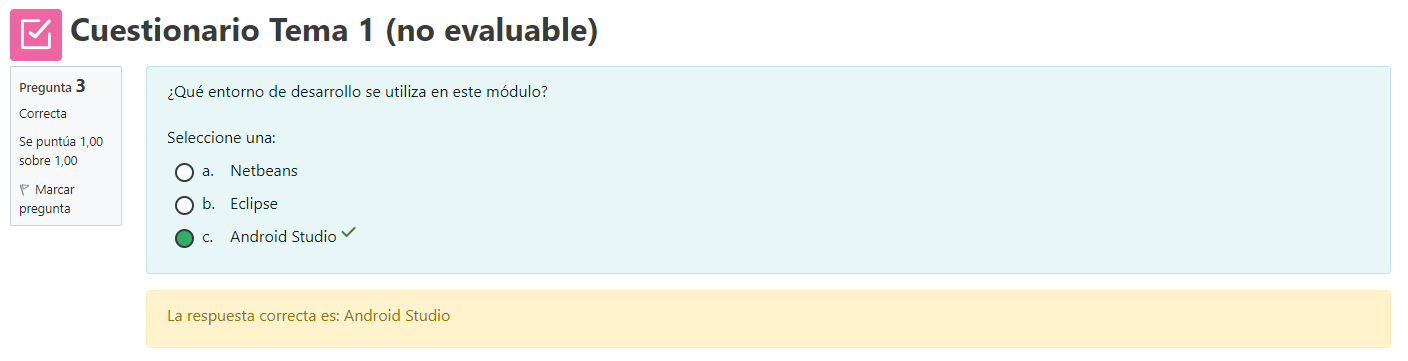 Cuestionario Tema 1 (no evaluable)
Pregunta 3
Correcta
Se puntúa 1,00
sobre 1,00
Marcar
pregunta
¿Qué entorno de desarrollo se utiliza en este módulo?
Seleccione una:
a. Netbeans
b. Eclipse
c. Android Studio
La respuesta correcta es: Android Studio